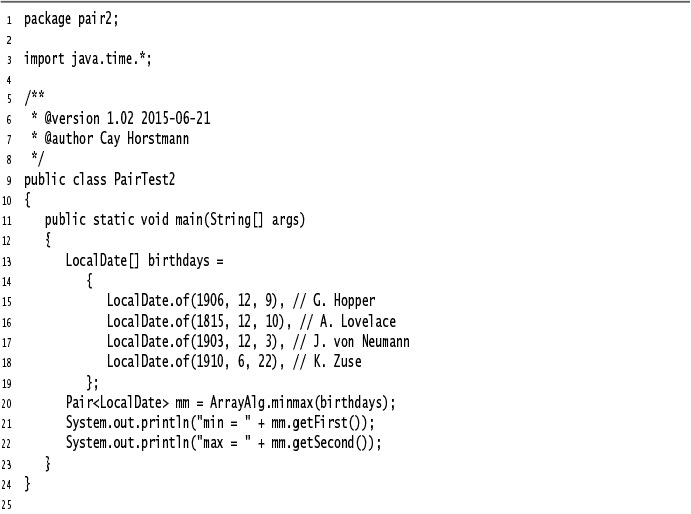 1 package pair2;
2
3 import java.time.*;
4
5 /**
6  * @version 1.02 2015-06-21
7  * @author Cay Horstmann
8  */
9 public class PairTest2
10 {
11    public static void main(String[] args)
12    {
13       LocalDate[] birthdays =
14          {
15             LocalDate.of(1906, 12, 9), // G. Hopper
16             LocalDate.of(1815, 12, 10), // A. Lovelace
17             LocalDate.of(1903, 12, 3), // J. von Neumann
18             LocalDate.of(1910, 6, 22), // K. Zuse
19          };
20       Pair<LocalDate> mm = ArrayAlg.minmax(birthdays);
21       System.out.println("min = " + mm.getFirst());
22       System.out.println("max = " + mm.getSecond());
23    }
24 }
25